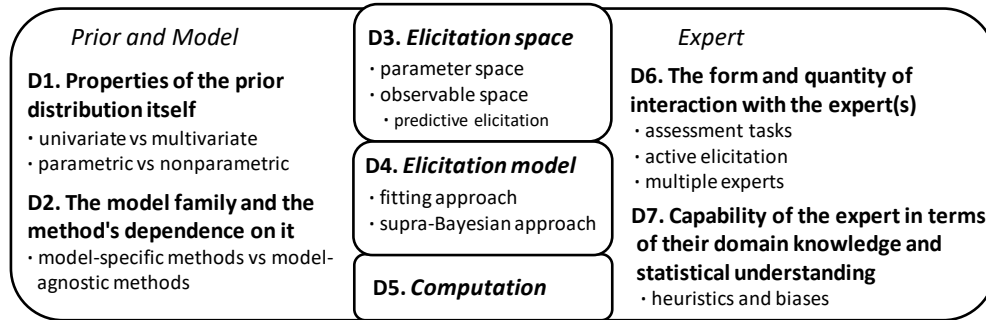 Prior and Model
D1. Properties of the prior
distribution itself
· univariate vs multivariate
· parametric vs nonparametric
D2. The model family and the
method's dependence on it
· model-specific methods vs model-
agnostic methods
D3. Elicitation space
· parameter space
· observable space
· predictive elicitation
D4. Elicitation model
· fitting approach
· supra-Bayesian approach
D5. Computation
Expert
D6. The form and quantity of
interaction with the expert(s)
· assessment tasks
· active elicitation
· multiple experts
D7. Capability of the expert in terms
of their domain knowledge and
statistical understanding
· heuristics and biases